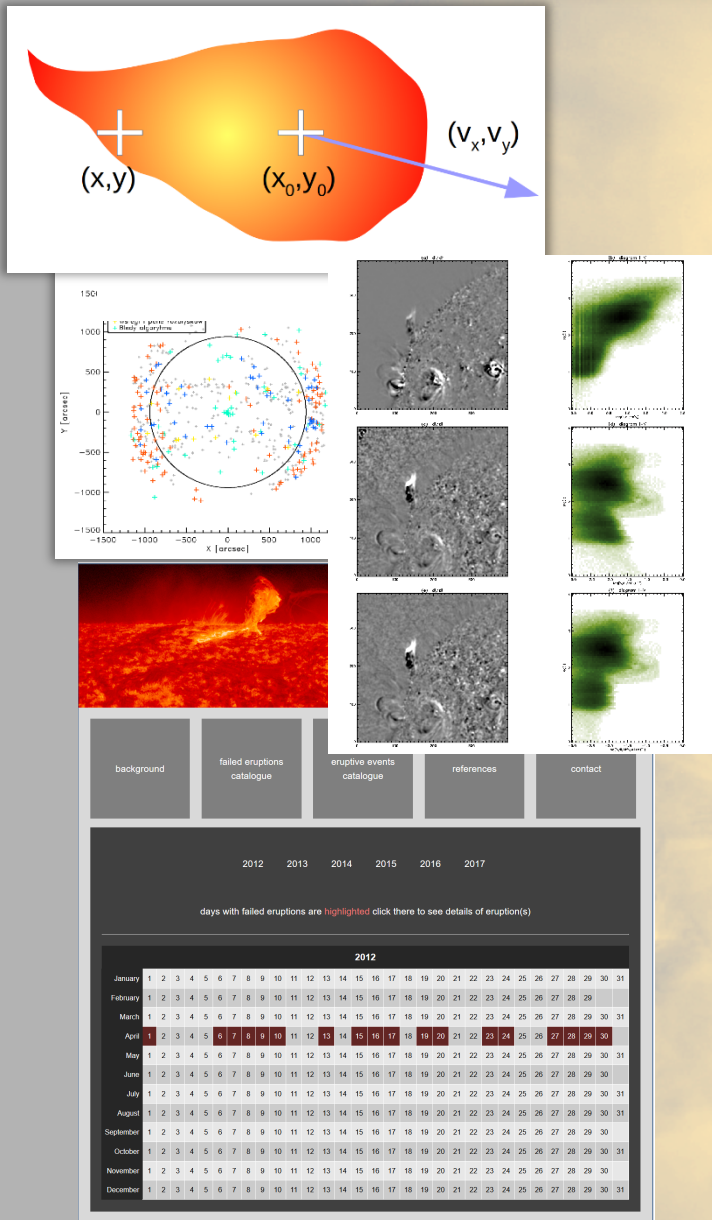 (vx,vy)
(x,y)
(x0,y0)
1000
500
0
−500
−1000
−1500
Y [arcsec]
−1500
−1000
−500
0
500
1000
X [arcsec]
background
failed eruptions
catalogue
eruptive events
catalogue
references
contact
2012 2013 2014 2015 2016 2017
days with failed eruptions are highlighted click there to see details of eruption(s)
2012
January 1 2 3 4 5 6 7 8 9 10 11 12 13 14 15 16 17 18 19 20 21 22 23 24 25 26 27 28 29 30 31
February 1 2 3 4 5 6 7 8 9 10 11 12 13 14 15 16 17 18 19 20 21 22 23 24 25 26 27 28 29
March 1 2 3 4 5 6 7 8 9 10 11 12 13 14 15 16 17 18 19 20 21 22 23 24 25 26 27 28 29 30 31
April 1 2 3 4 5 6 7 8 9 10 11 12 13 14 15 16 17 18 19 20 21 22 23 24 25 26 27 28 29 30
May 1 2 3 4 5 6 7 8 9 10 11 12 13 14 15 16 17 18 19 20 21 22 23 24 25 26 27 28 29 30 31
June 1 2 3 4 5 6 7 8 9 10 11 12 13 14 15 16 17 18 19 20 21 22 23 24 25 26 27 28 29 30
July 1 2 3 4 5 6 7 8 9 10 11 12 13 14 15 16 17 18 19 20 21 22 23 24 25 26 27 28 29 30 31
August 1 2 3 4 5 6 7 8 9 10 11 12 13 14 15 16 17 18 19 20 21 22 23 24 25 26 27 28 29 30 31
September 1 2 3 4 5 6 7 8 9 10 11 12 13 14 15 16 17 18 19 20 21 22 23 24 25 26 27 28 29 30
October 1 2 3 4 5 6 7 8 9 10 11 12 13 14 15 16 17 18 19 20 21 22 23 24 25 26 27 28 29 30 31
November 1 2 3 4 5 6 7 8 9 10 11 12 13 14 15 16 17 18 19 20 21 22 23 24 25 26 27 28 29 30
December 1 2 3 4 5 6 7 8 9 10 11 12 13 14 15 16 17 18 19 20 21 22 23 24 25 26 27 28 29 30 31